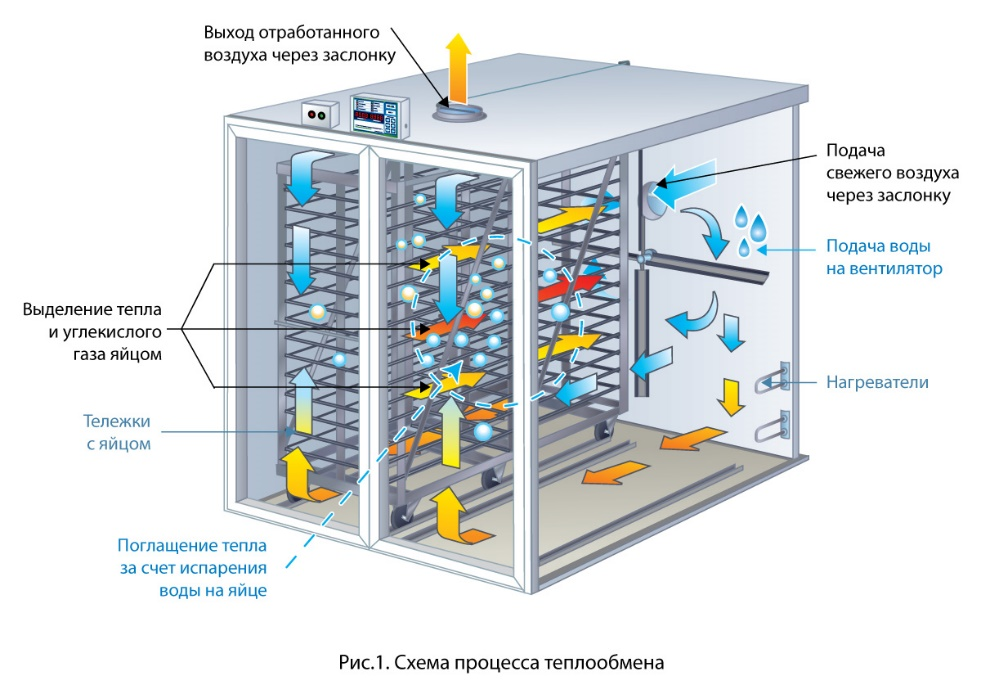 Выход отработанного
воздуха через заслонку
Подача
свежего воздуха
через заслонку
Подача воды
на вентилятор
Выделение тепла
и углекислого
газа яйцом
Нагреватели
Тележки
с яйцом
Поглащение тепла
за счет испарения
воды на яйце
Рис.1. Схема процесса теплообмена